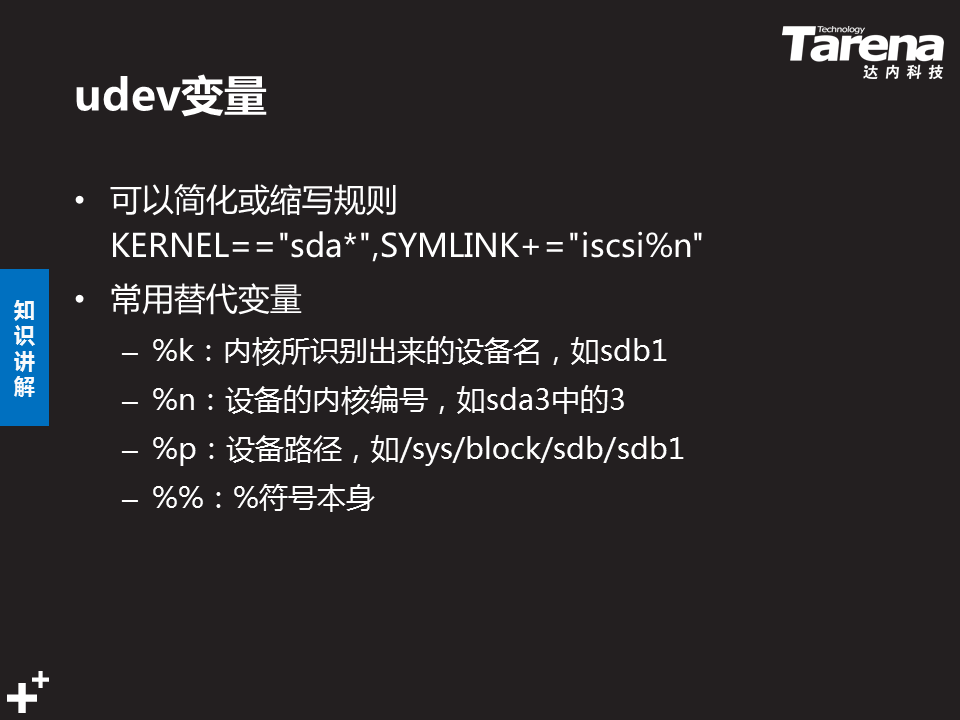 Technology
Tarena
达内科技
udev变量
• 可以简化或缩写规则
KERNEL=="sda*",SYMLINK+="iscsi%n"
• 常用替代变量
– %k：内核所识别出来的设备名，如sdb1
– %n：设备的内核编号，如sda3中的3
– %p：设备路径，如/sys/block/sdb/sdb1
– %%：%符号本身
知识讲解